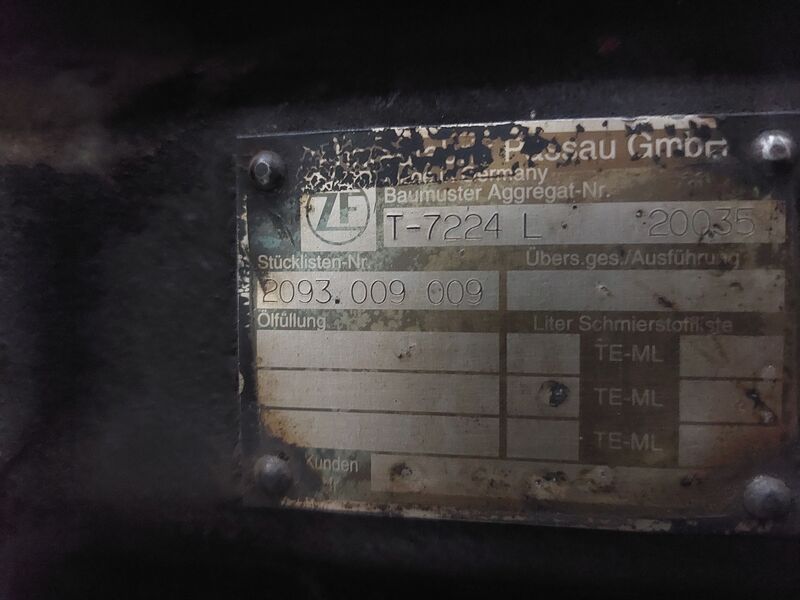 Passau GmbH
Germany
ZF
Baumuster Aggregat-Nr.
T-7224 L 20035
Stücklisten-Nr. Übers.ges./Ausführung
2093.009 009
Ölfüllung Liter Schmierstoffliste
TE-ML
TE-ML
TE-ML
Kunden